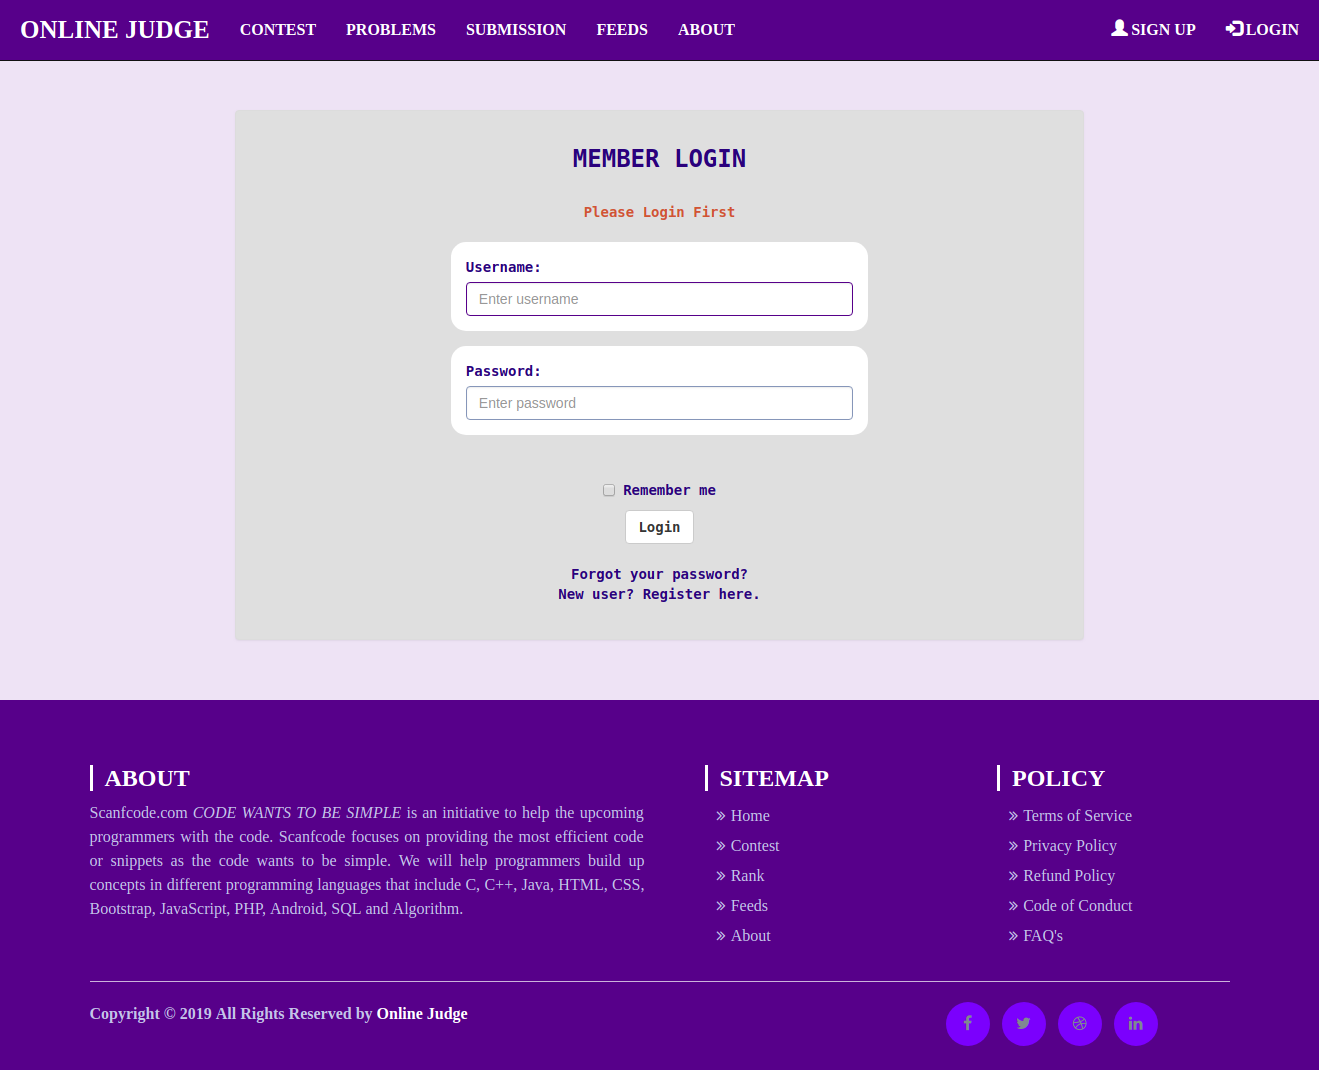 ONLINE JUDGE CONTEST PROBLEMS SUBMISSION FEEDS ABOUT SIGN UP LOGIN
MEMBER LOGIN
Please Login First
Username:
Enter username
Password:
Enter password
Remember me
Login
Forgot your password?
New user? Register here.
ABOUT
Scanfcode.com CODE WANTS TO BE SIMPLE is an initiative to help the upcoming
programmers with the code. Scanfcode focuses on providing the most efficient code
or snippets as the code wants to be simple. We will help programmers build up
concepts in different programming languages that include C, C++, Java, HTML, CSS,
Bootstrap, JavaScript, PHP, Android, SQL and Algorithm.
SITEMAP
Home
Contest
Rank
Feeds
About
POLICY
Terms of Service
Privacy Policy
Refund Policy
Code of Conduct
FAQ's
Copyright © 2019 All Rights Reserved by Online Judge